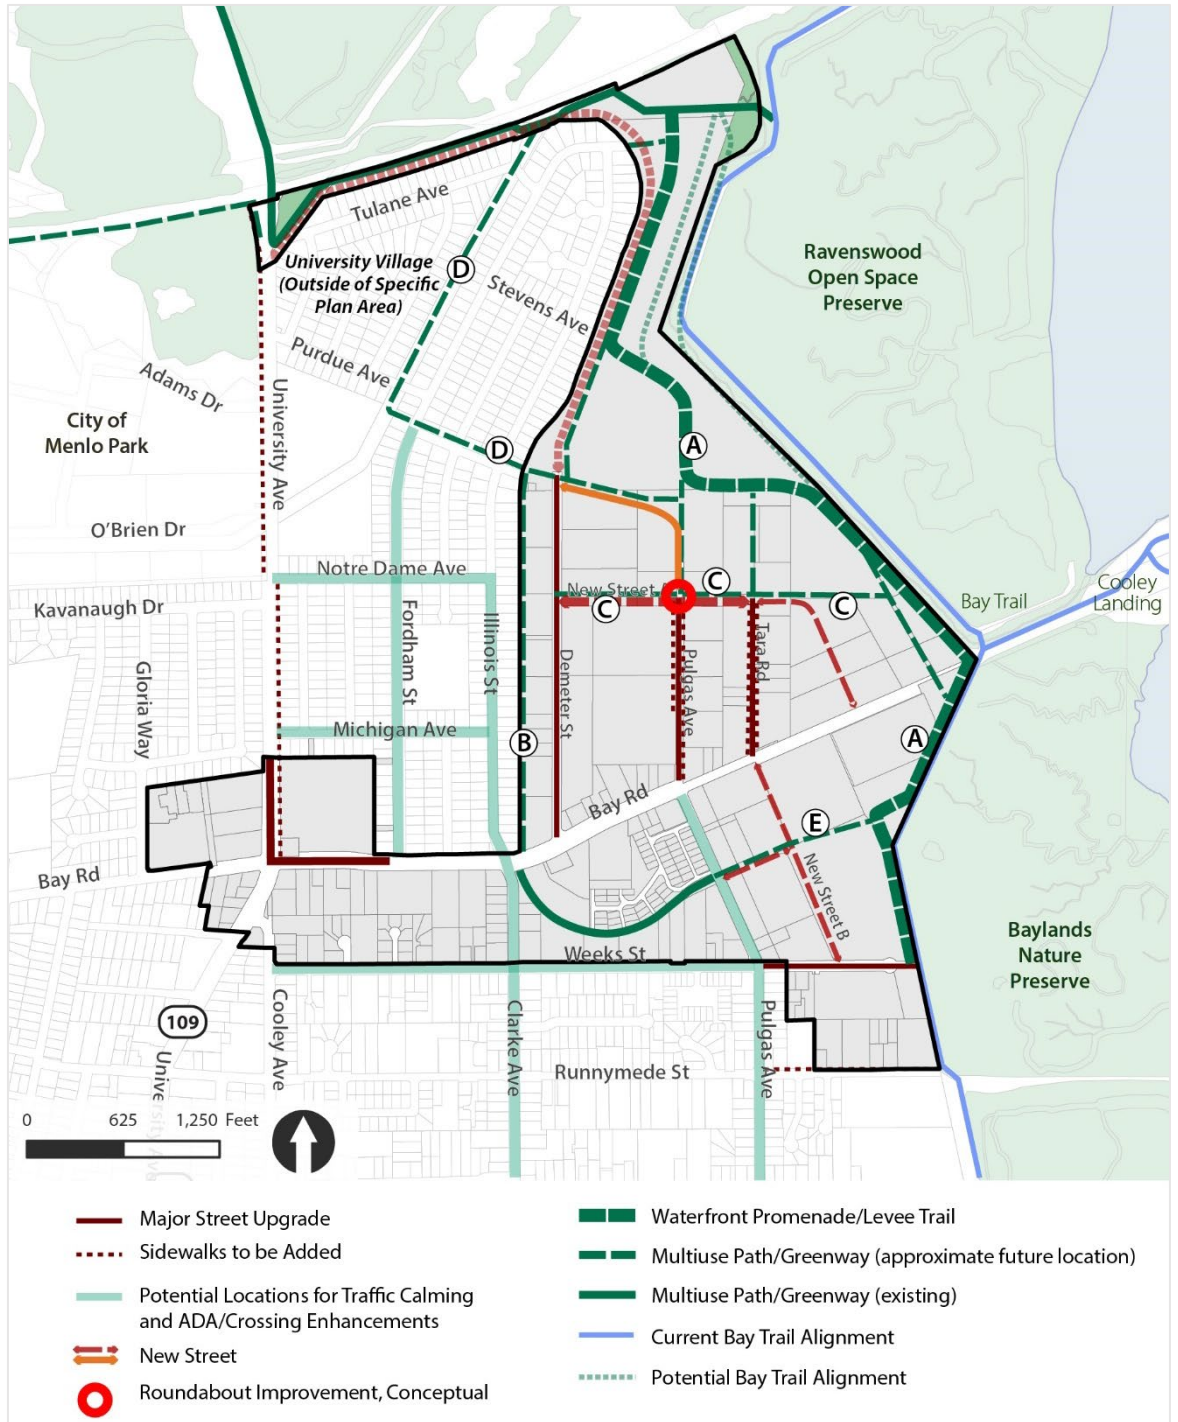 Tulane Ave
University Village
(Outside of Specific
Plan Area)
D
Stevens Ave
Purdue Ave
Adams Dr
University Ave
City of
Menlo Park
Ravenswood
Open Space
Preserve
D
A
O'Brien Dr
Notre Dame Ave
New Street
C
C
C
Bay Trail
Cooley
Landing
Kavanaugh Dr
Fordham St
Illinois St
Demeter St
Pulgas Ave
Tara Rd
Gloria Way
Michigan Ave
B
A
Bay Rd
E
New Street B
Bay Rd
Weeks St
Baylands
Nature
Preserve
109
Cooley Ave
Clarke Ave
Pulgas Ave
Runnymede St
0 625 1,250 Feet
Major Street Upgrade
Sidewalks to be Added
Potential Locations for Traffic Calming
and ADA/Crossing Enhancements
New Street
Roundabout Improvement, Conceptual
Waterfront Promenade/Levee Trail
Multiuse Path/Greenway (approximate future location)
Multiuse Path/Greenway (existing)
Current Bay Trail Alignment
Potential Bay Trail Alignment